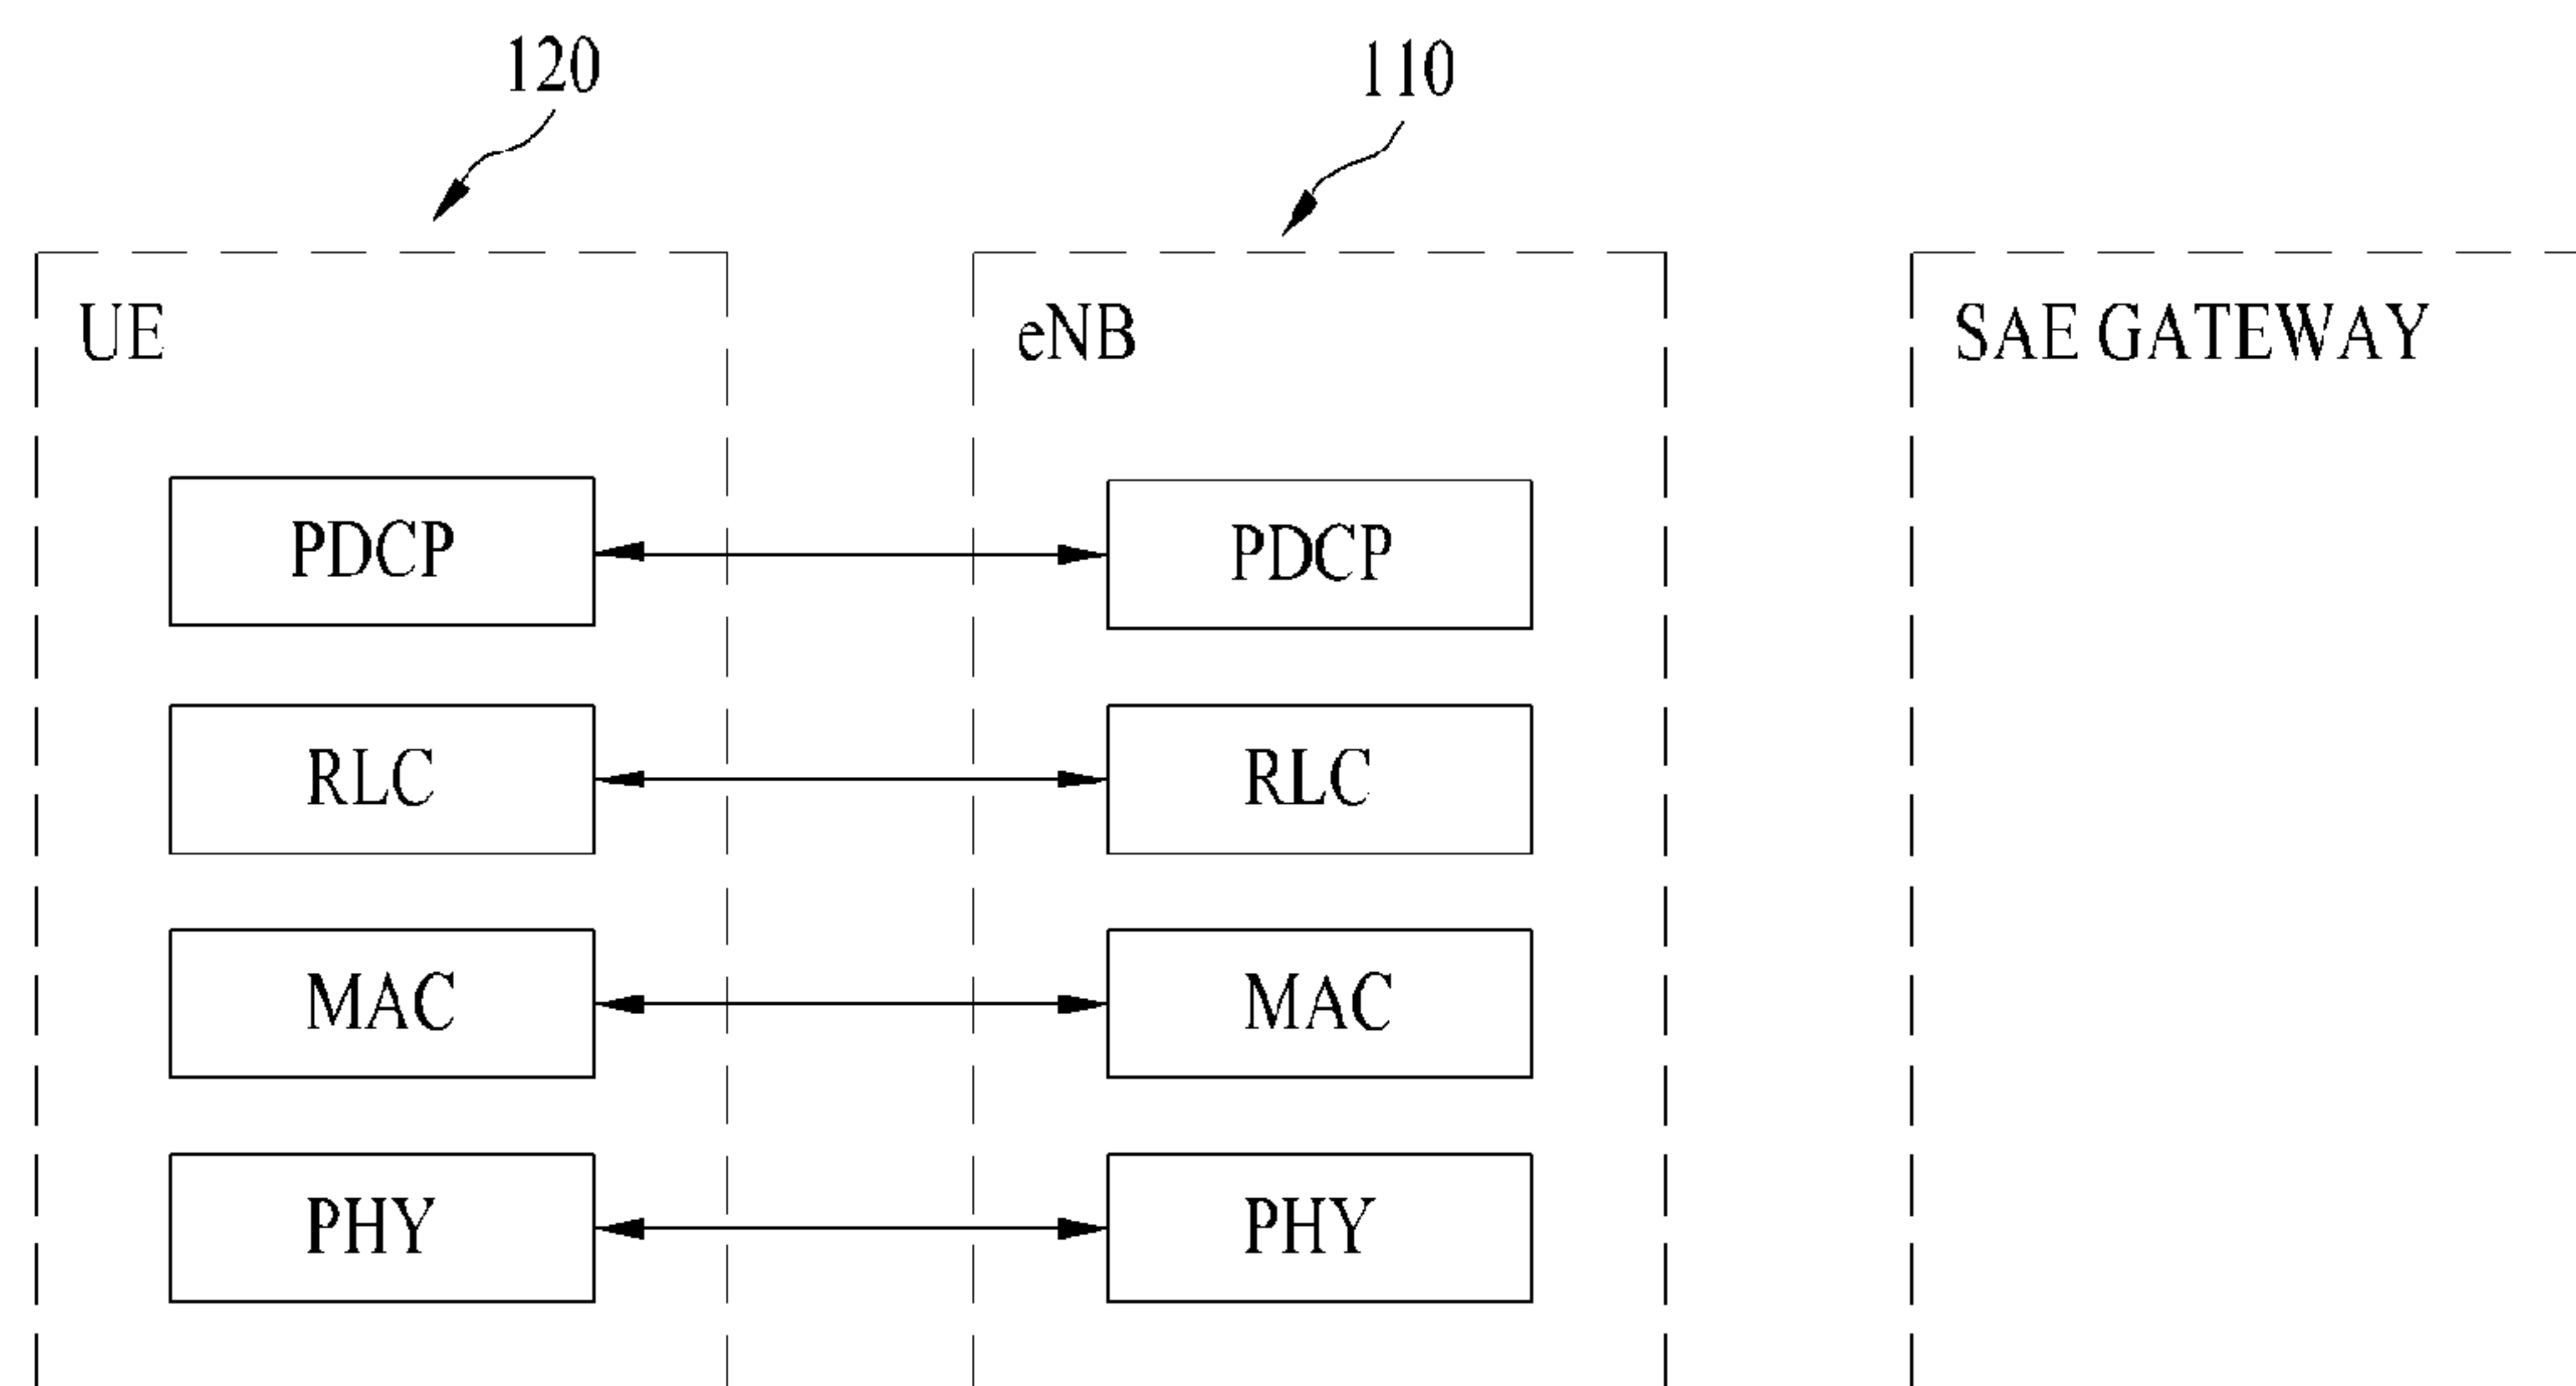 120
110
UE
eNB
SAE GATEWAY
PDCP
PDCP
RLC
RLC
MAC
MAC
PHY
PHY